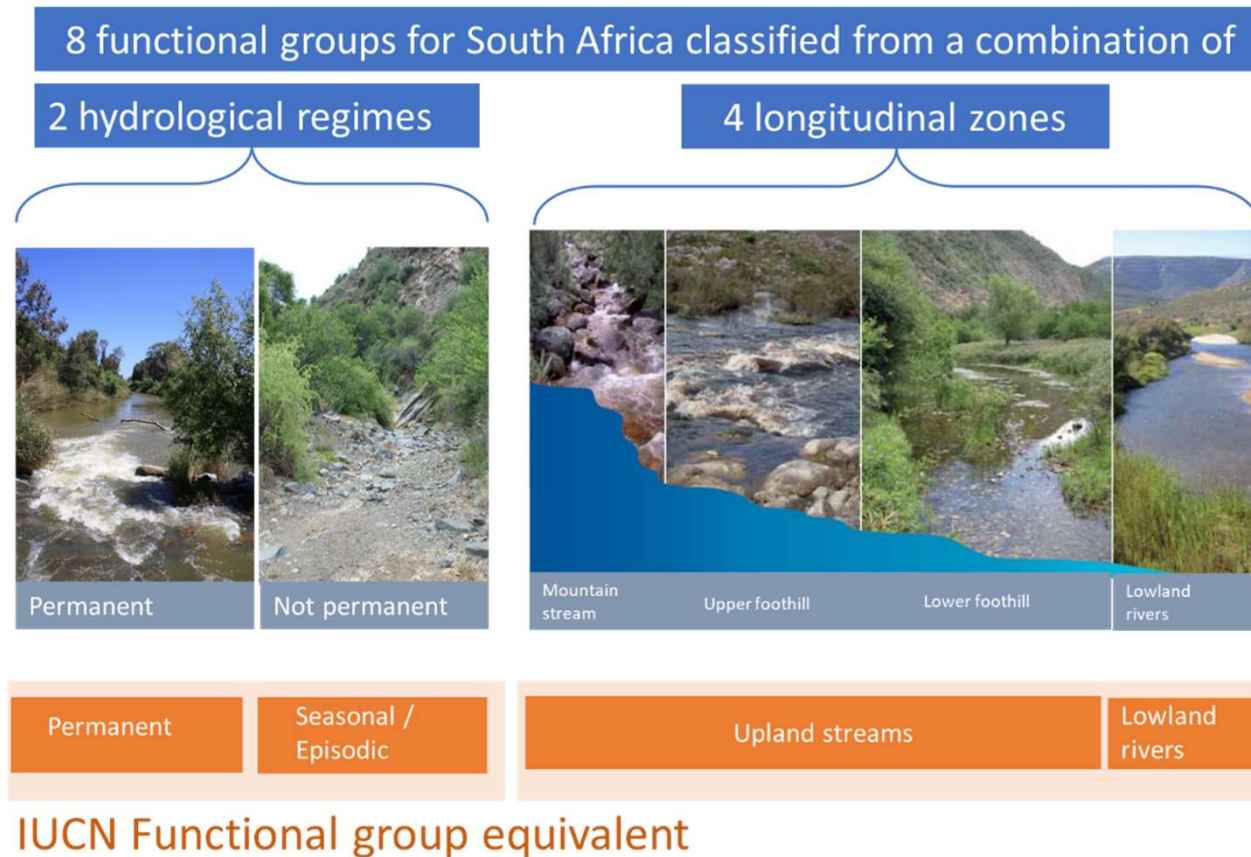 8 functional groups for South Africa classified from a combination of
2 hydrological regimes
4 longitudinal zones
Permanent
Not permanent
Mountain
stream
Upper foothill
Lower foothill
Lowland
rivers
Permanent
Seasonal /
Episodic
Upland streams
Lowland
rivers
IUCN Functional group equivalent